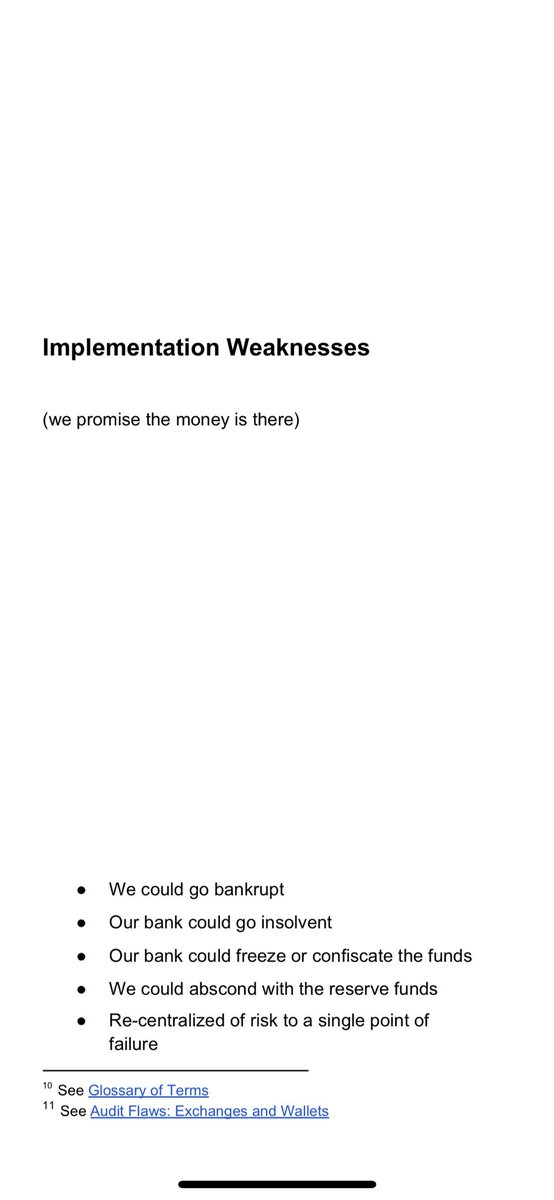 Implementation Weaknesses
(we promise the money is there)
● We could go bankrupt
● Our bank could go insolvent
● Our bank could freeze or confiscate the funds
● We could abscond with the reserve funds
● Re-centralized of risk to a single point of
failure
10 See Glossary of Terms
11 See Audit Flaws: Exchanges and Wallets